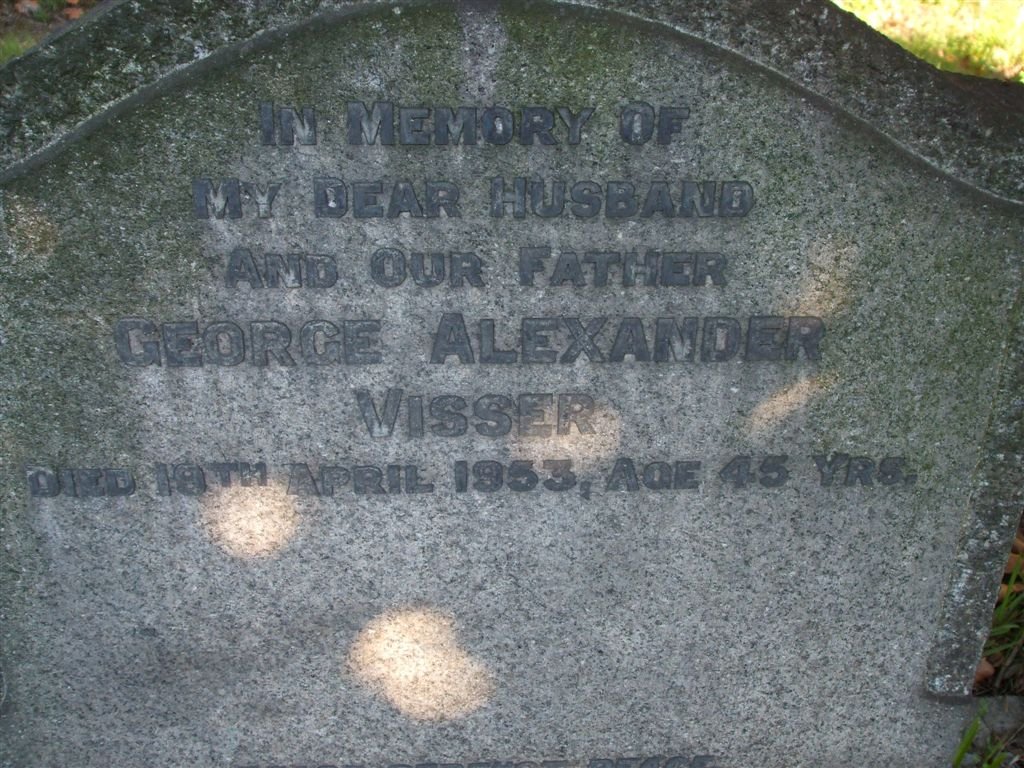 In Memory Of
My Dear Husband
And Our Father
George Alexander
Visser
Died 18th April 1953, Age 45 Yrs.